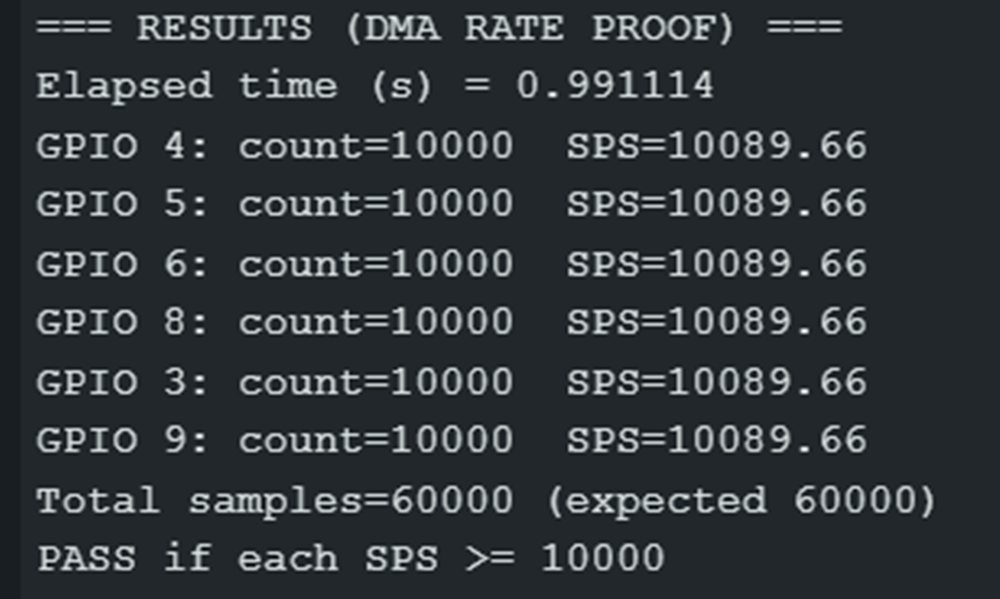 === RESULTS (DMA RATE PROOF) ===
Elapsed time (s) = 0.991114
GPIO 4: count=10000  SPS=10089.66
GPIO 5: count=10000  SPS=10089.66
GPIO 6: count=10000  SPS=10089.66
GPIO 8: count=10000  SPS=10089.66
GPIO 3: count=10000  SPS=10089.66
GPIO 9: count=10000  SPS=10089.66
Total samples=60000 (expected 60000)
PASS if each SPS >= 10000